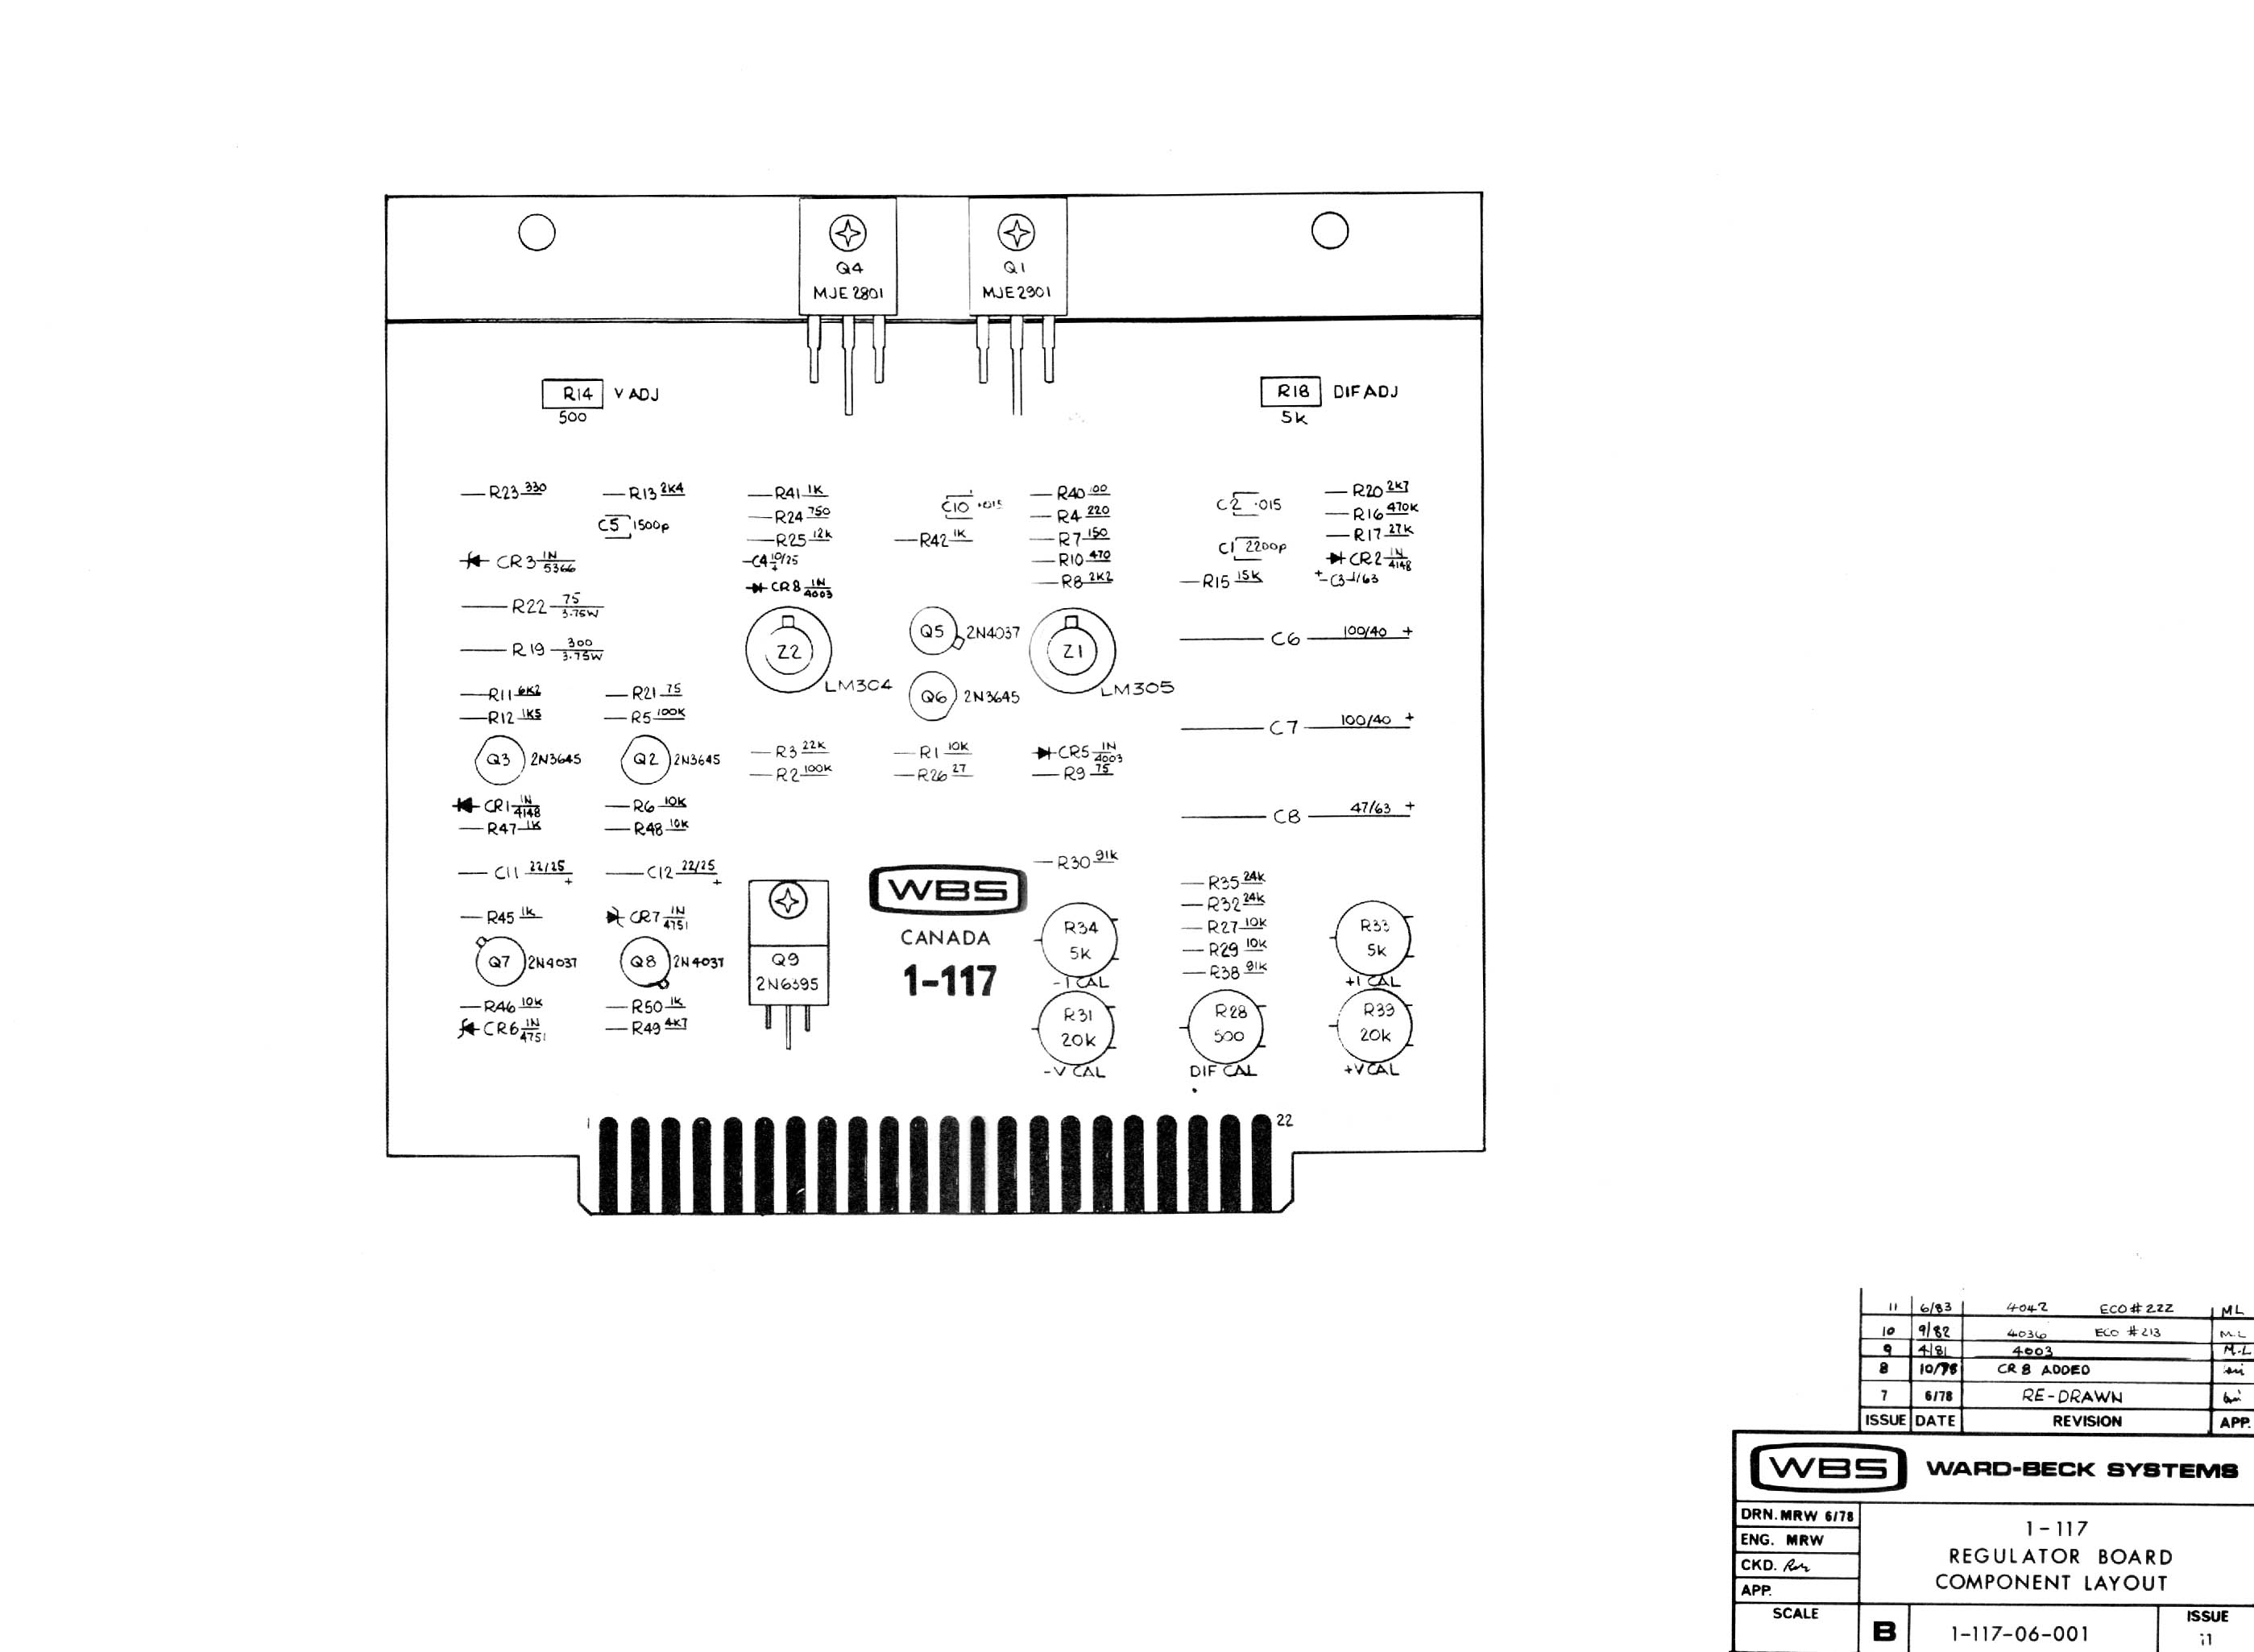 Q4
MJE2801
Q1
MJE2901
R14 V ADJ
500
R18 DIF ADJ
5K
R23 330
R13 2K4
R41 1K
C10 .015
R40 100
C2 .015
R20 2K7
R24 750
R4 220
R16 470K
C5 1500p
R25 12K
R42 1K
R7 150
C1 2200p
R17 27K
CR3 1N 5366
C4 10/25
+
R10 470
CR2 1N 4148
CR8 1N 4003
R8 2K2
R15 15K
+ C3 1/63
R22 75 3.75W
Q5 2N4037
C6 100/40 +
R19 300 3.75W
Z2
LM304
Z1
LM305
R11 6K2
R21 75
Q6 2N3645
R12 1K5
R5 100K
C7 100/40 +
Q3 2N3645
Q2 2N3645
R3 22K
R1 10K
CR5 1N 4003
R2 100K
R26 27
R9 75
CR1 1N 4148
R6 10K
C8 47/63 +
R47 1K
R48 10K
C11 22/25 +
C12 22/25 +
R30 91K
R35 24K
WBS
R32 24K
R45 1K
CR7 1N 4751
CANADA
R34
5K
-I CAL
R27 10K
R33
5K
+I CAL
Q7 2N4037
Q8 2N4037
Q9
2N6395
1-117
R29 10K
R38 91K
R46 10K
R50 1K
CR6 1N 4751
R49 4K7
R31
20K
-V CAL
R28
500
DIF CAL
R39
20K
+V CAL
1
22
11 6/83 4042 ECO # 222 ML
10 9/82 4036 ECO #213 M.L
9 4/81 4003 M.L
8 10/78 CR 8 ADDED
7 6/78 RE-DRAWN
ISSUE DATE REVISION APP.
WBS WARD-BECK SYSTEMS
DRN. MRW 6/78
ENG. MRW
CKD.
APP.
1-117
REGULATOR BOARD
COMPONENT LAYOUT
SCALE
B
1-117-06-001
ISSUE
11